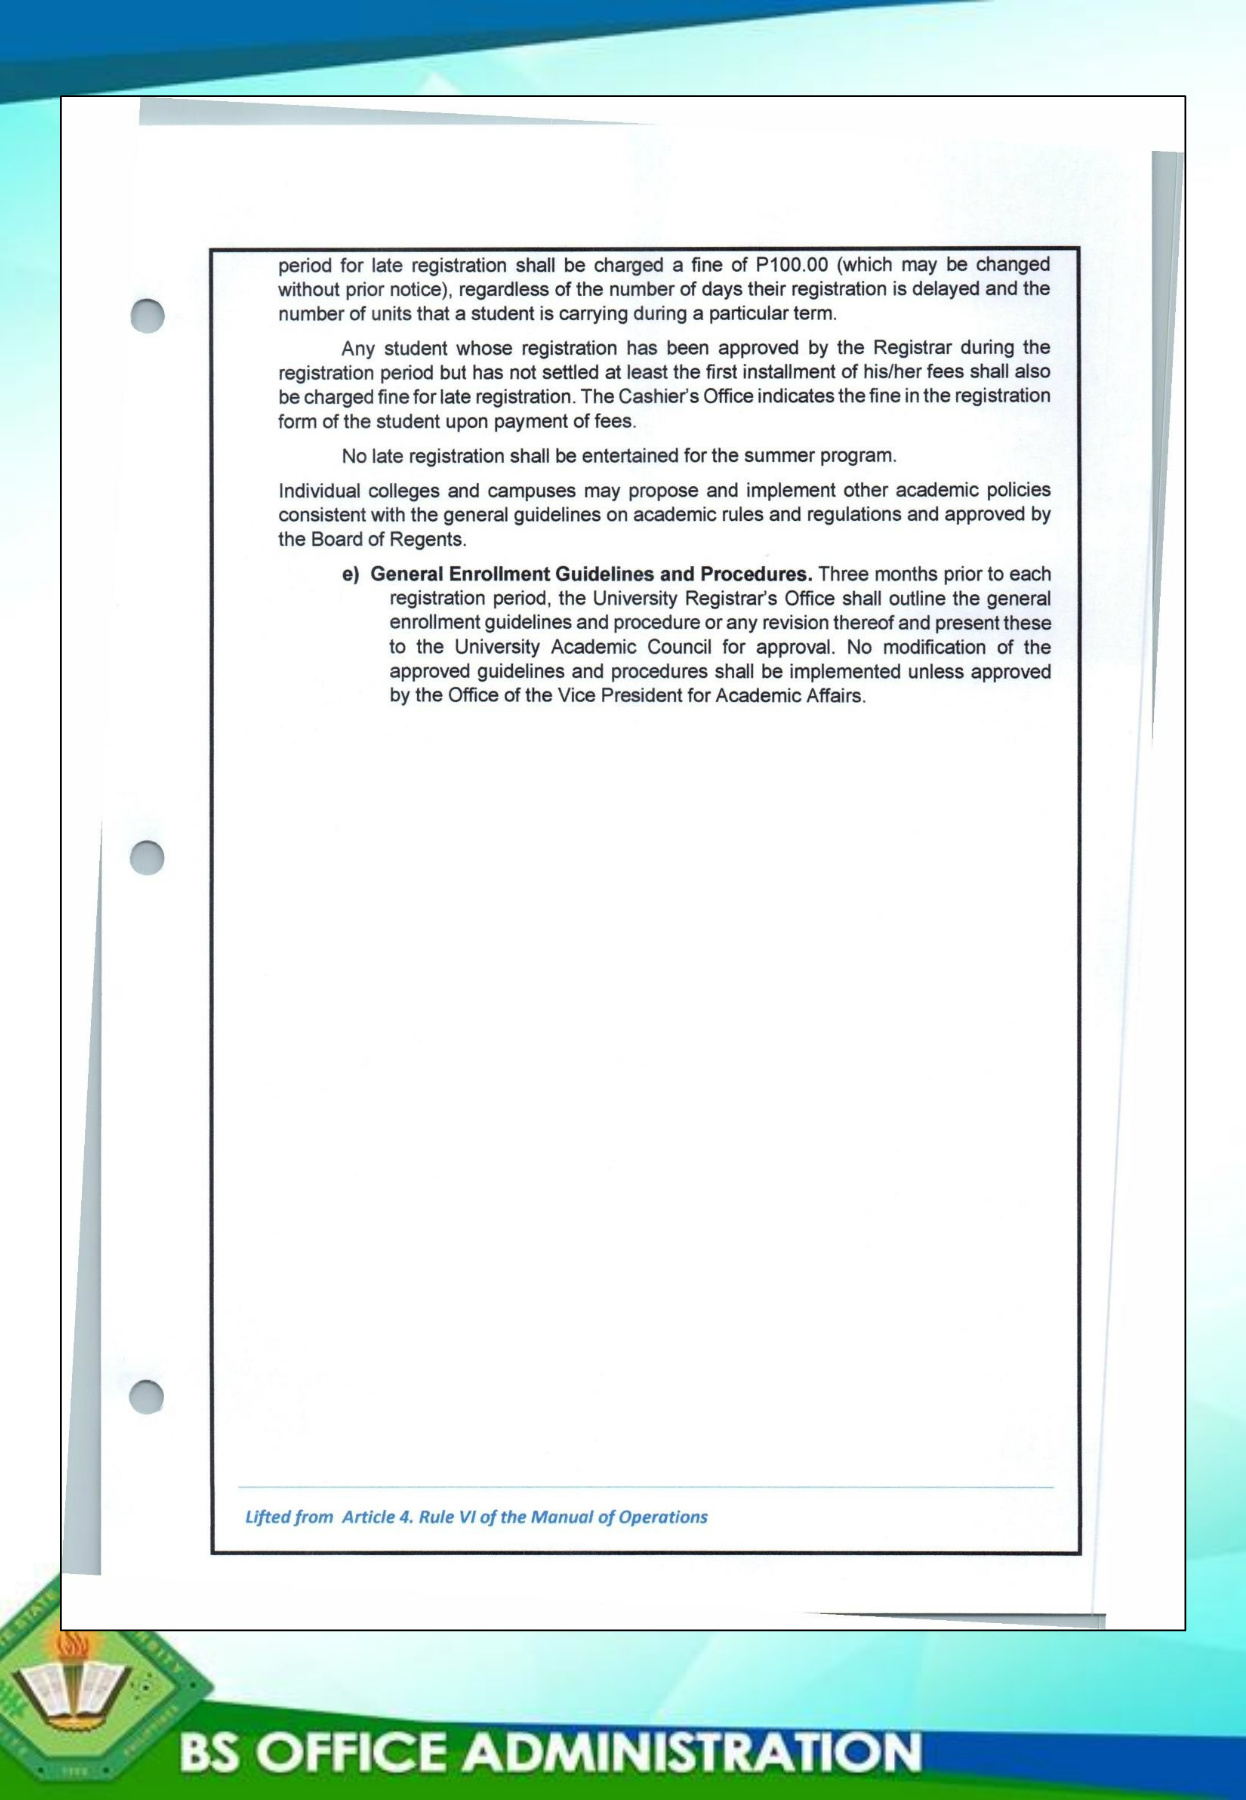 period for late registration shall be charged a fine of P100.00 (which may be changed
without prior notice), regardless of the number of days their registration is delayed and the
number of units that a student is carrying during a particular term.
Any student whose registration has been approved by the Registrar during the
registration period but has not settled at least the first installment of his/her fees shall also
be charged fine for late registration. The Cashier's Office indicates the fine in the registration
form of the student upon payment of fees.
No late registration shall be entertained for the summer program.
Individual colleges and campuses may propose and implement other academic policies
consistent with the general guidelines on academic rules and regulations and approved by
the Board of Regents.
e) General Enrollment Guidelines and Procedures. Three months prior to each
registration period, the University Registrar's Office shall outline the general
enrollment guidelines and procedure or any revision thereof and present these
to the University Academic Council for approval. No modification of the
approved guidelines and procedures shall be implemented unless approved
by the Office of the Vice President for Academic Affairs.
Lifted from Article 4. Rule VI of the Manual of Operations
BS OFFICE ADMINISTRATION